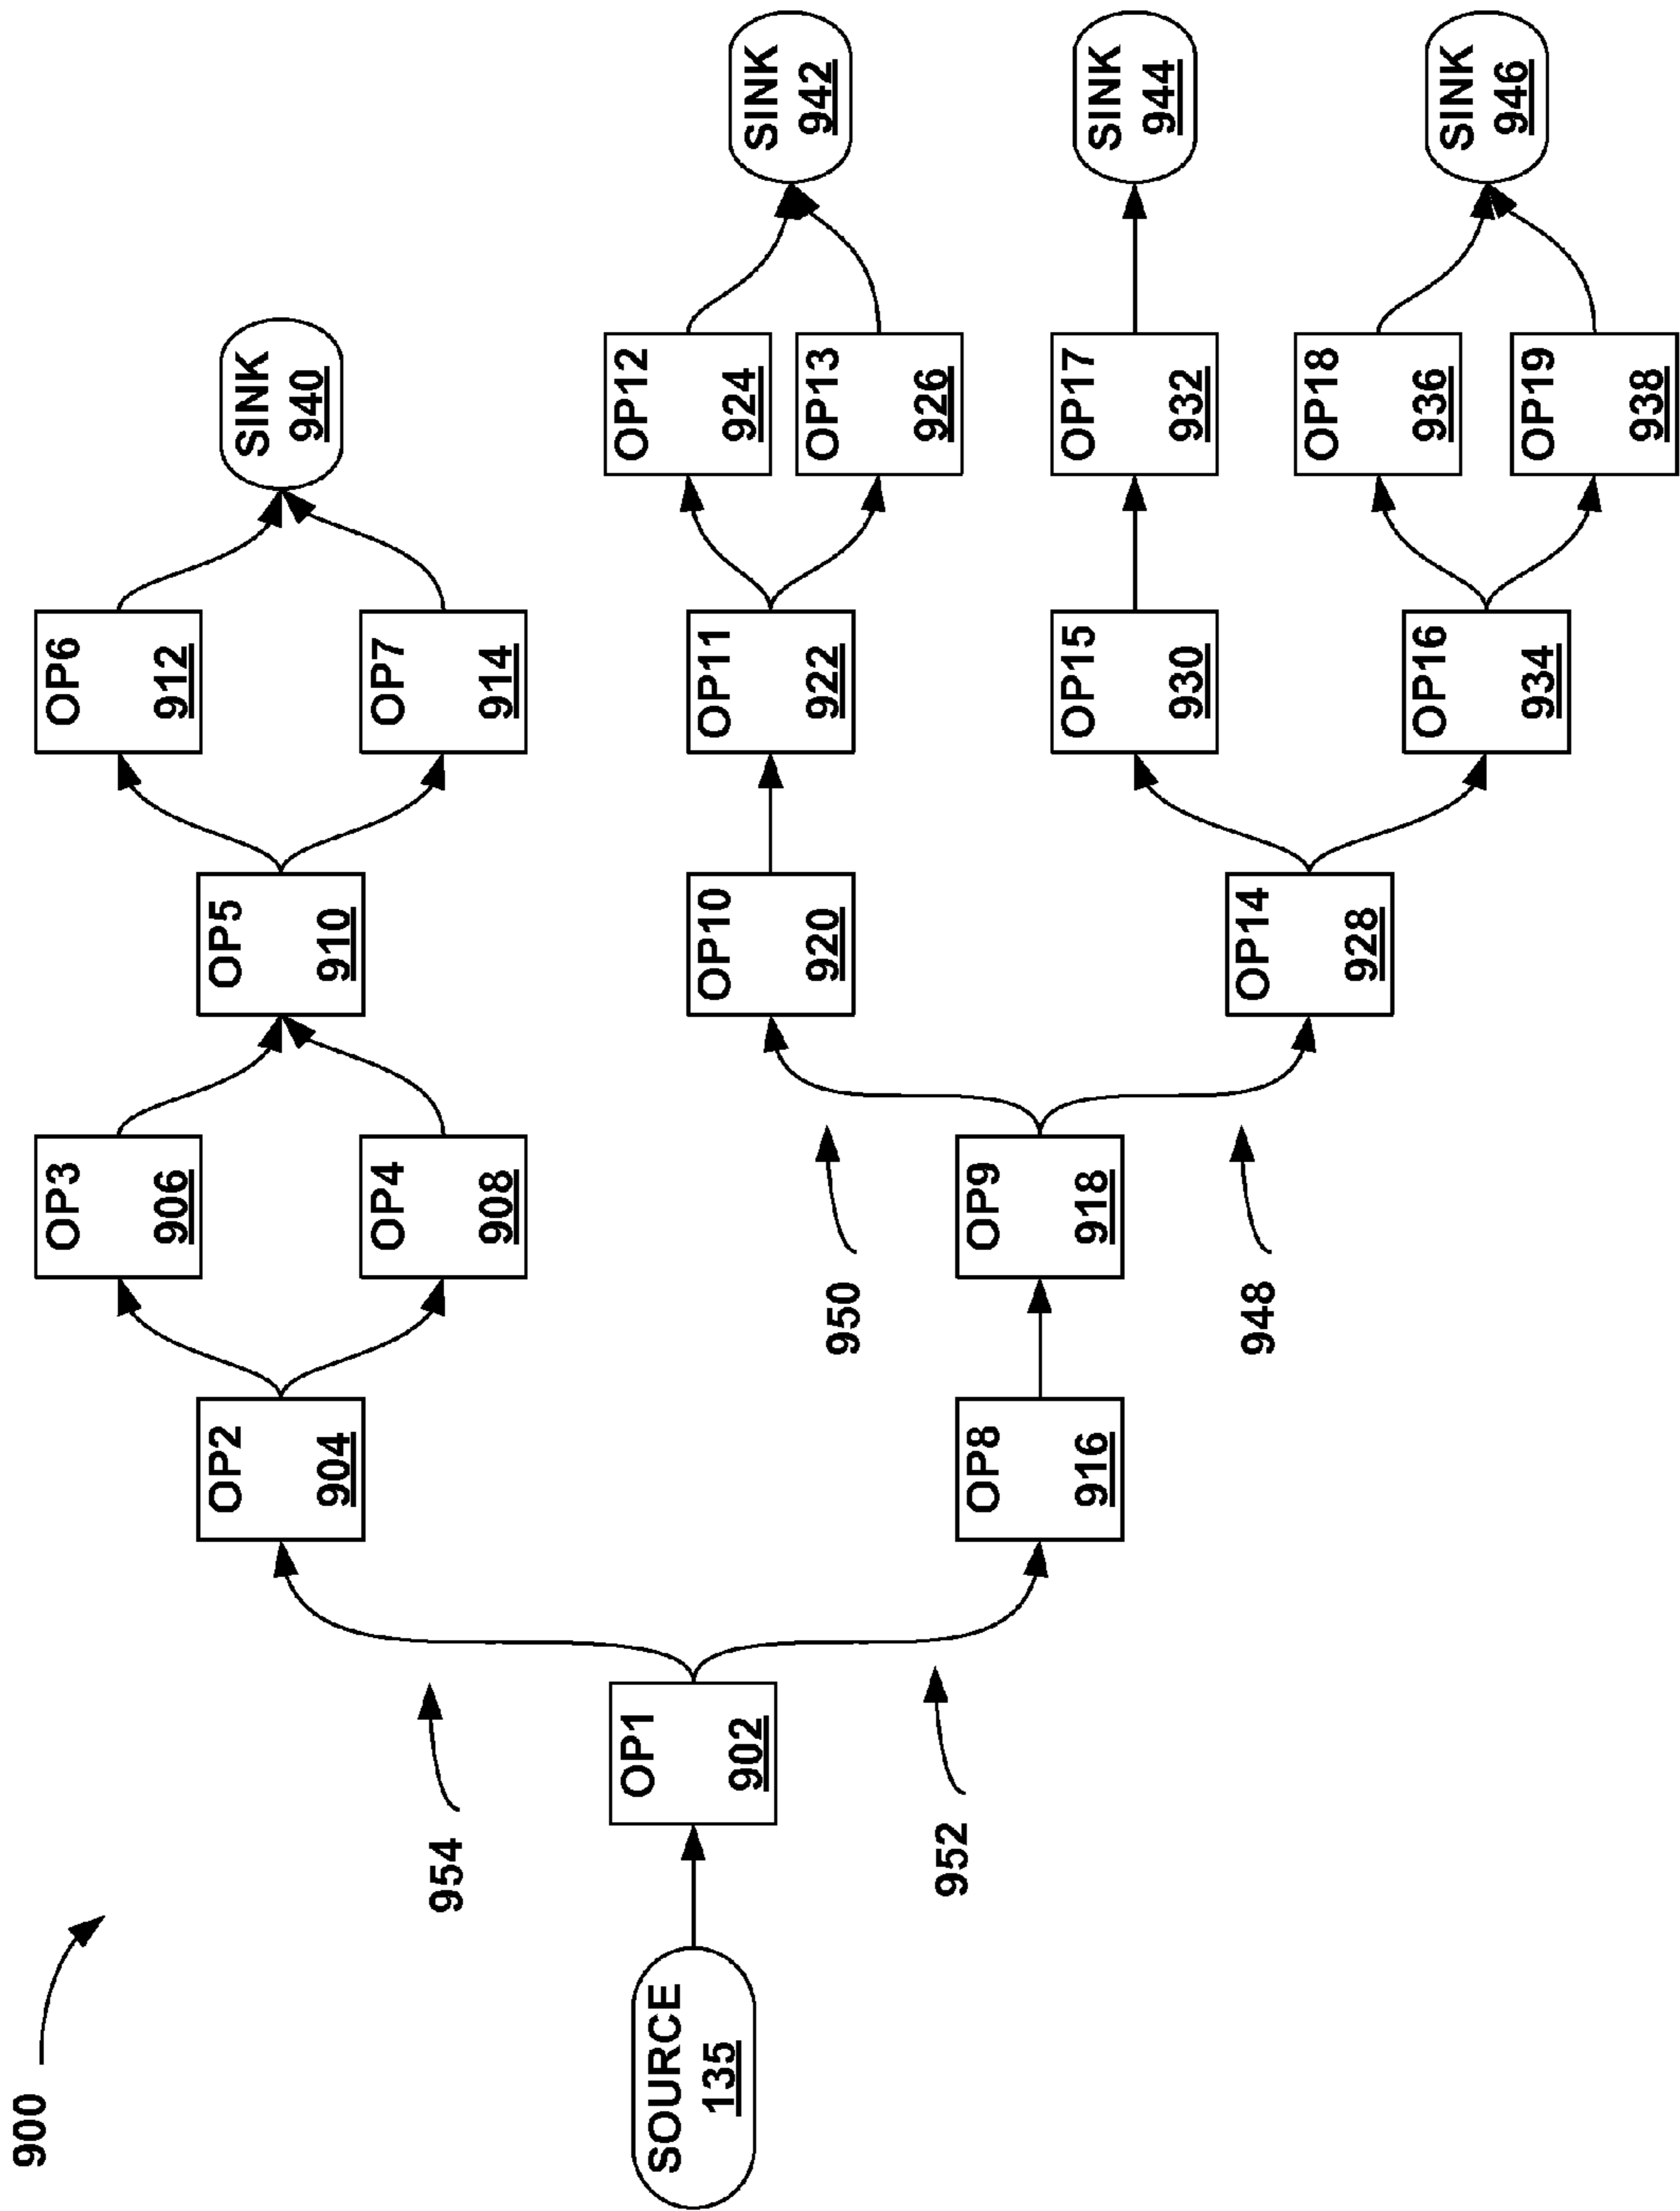 900
SOURCE
135
OP1
902
954
952
OP2
904
OP3
906
OP4
908
OP5
910
OP6
912
OP7
914
SINK
940
OP8
916
OP9
918
950
948
OP10
920
OP11
922
OP12
924
OP13
926
SINK
942
OP14
928
OP15
930
OP17
932
SINK
944
OP16
934
OP18
936
OP19
938
SINK
946